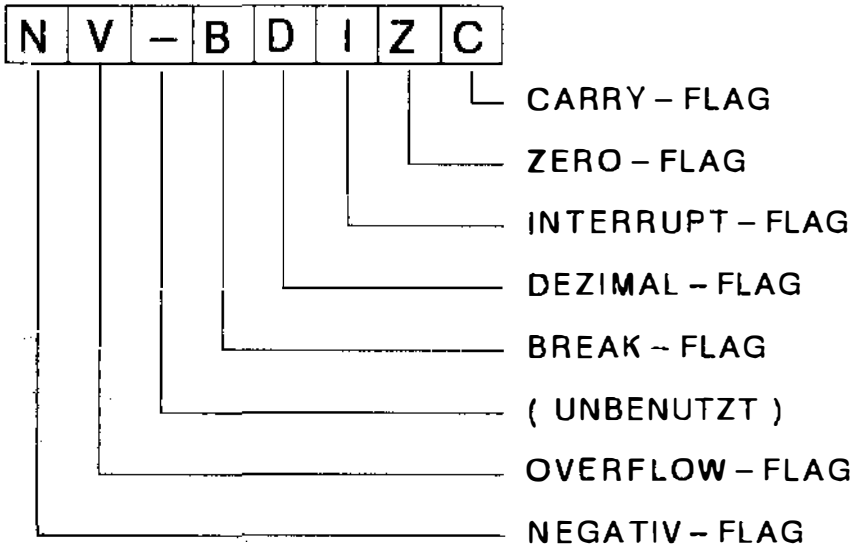 N V – B D I Z C
CARRY – FLAG
ZERO – FLAG
INTERRUPT – FLAG
DEZIMAL – FLAG
BREAK – FLAG
( UNBENUTZT )
OVERFLOW – FLAG
NEGATIV – FLAG